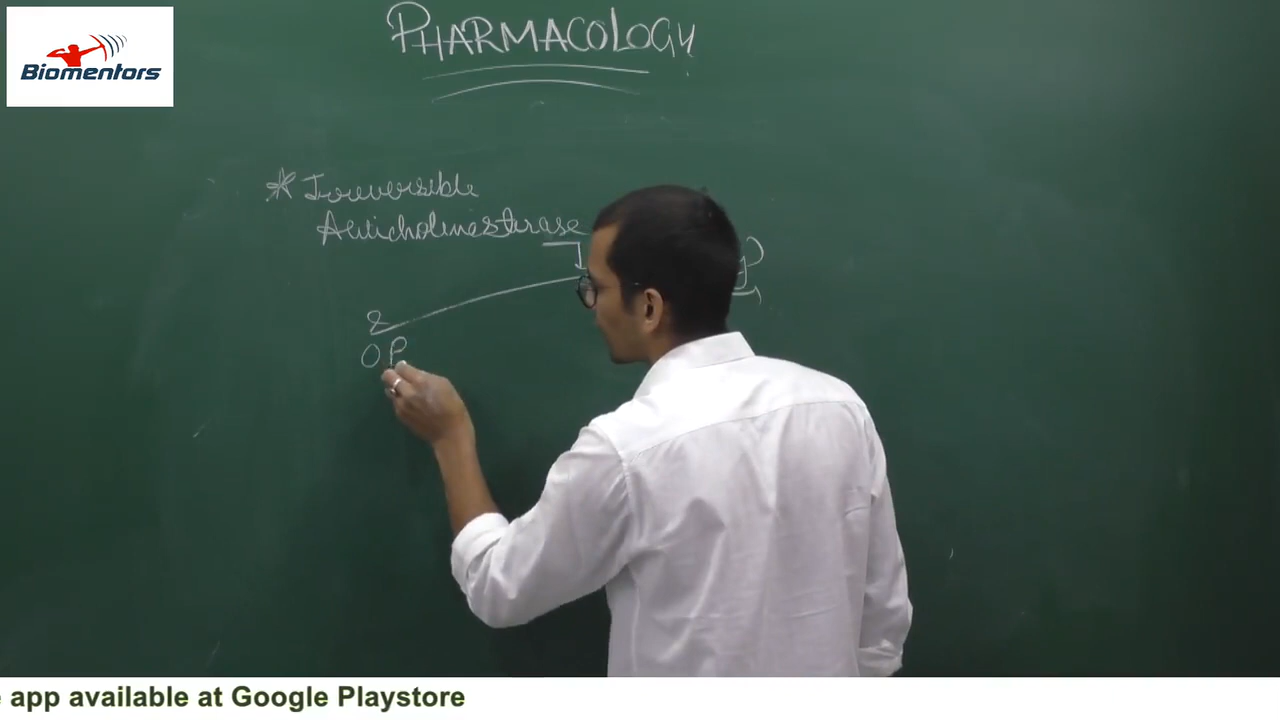 Biomentors
PHARMACOLOGY
* Irreversible
Anticholinesterase
OP
app available at Google Playstore